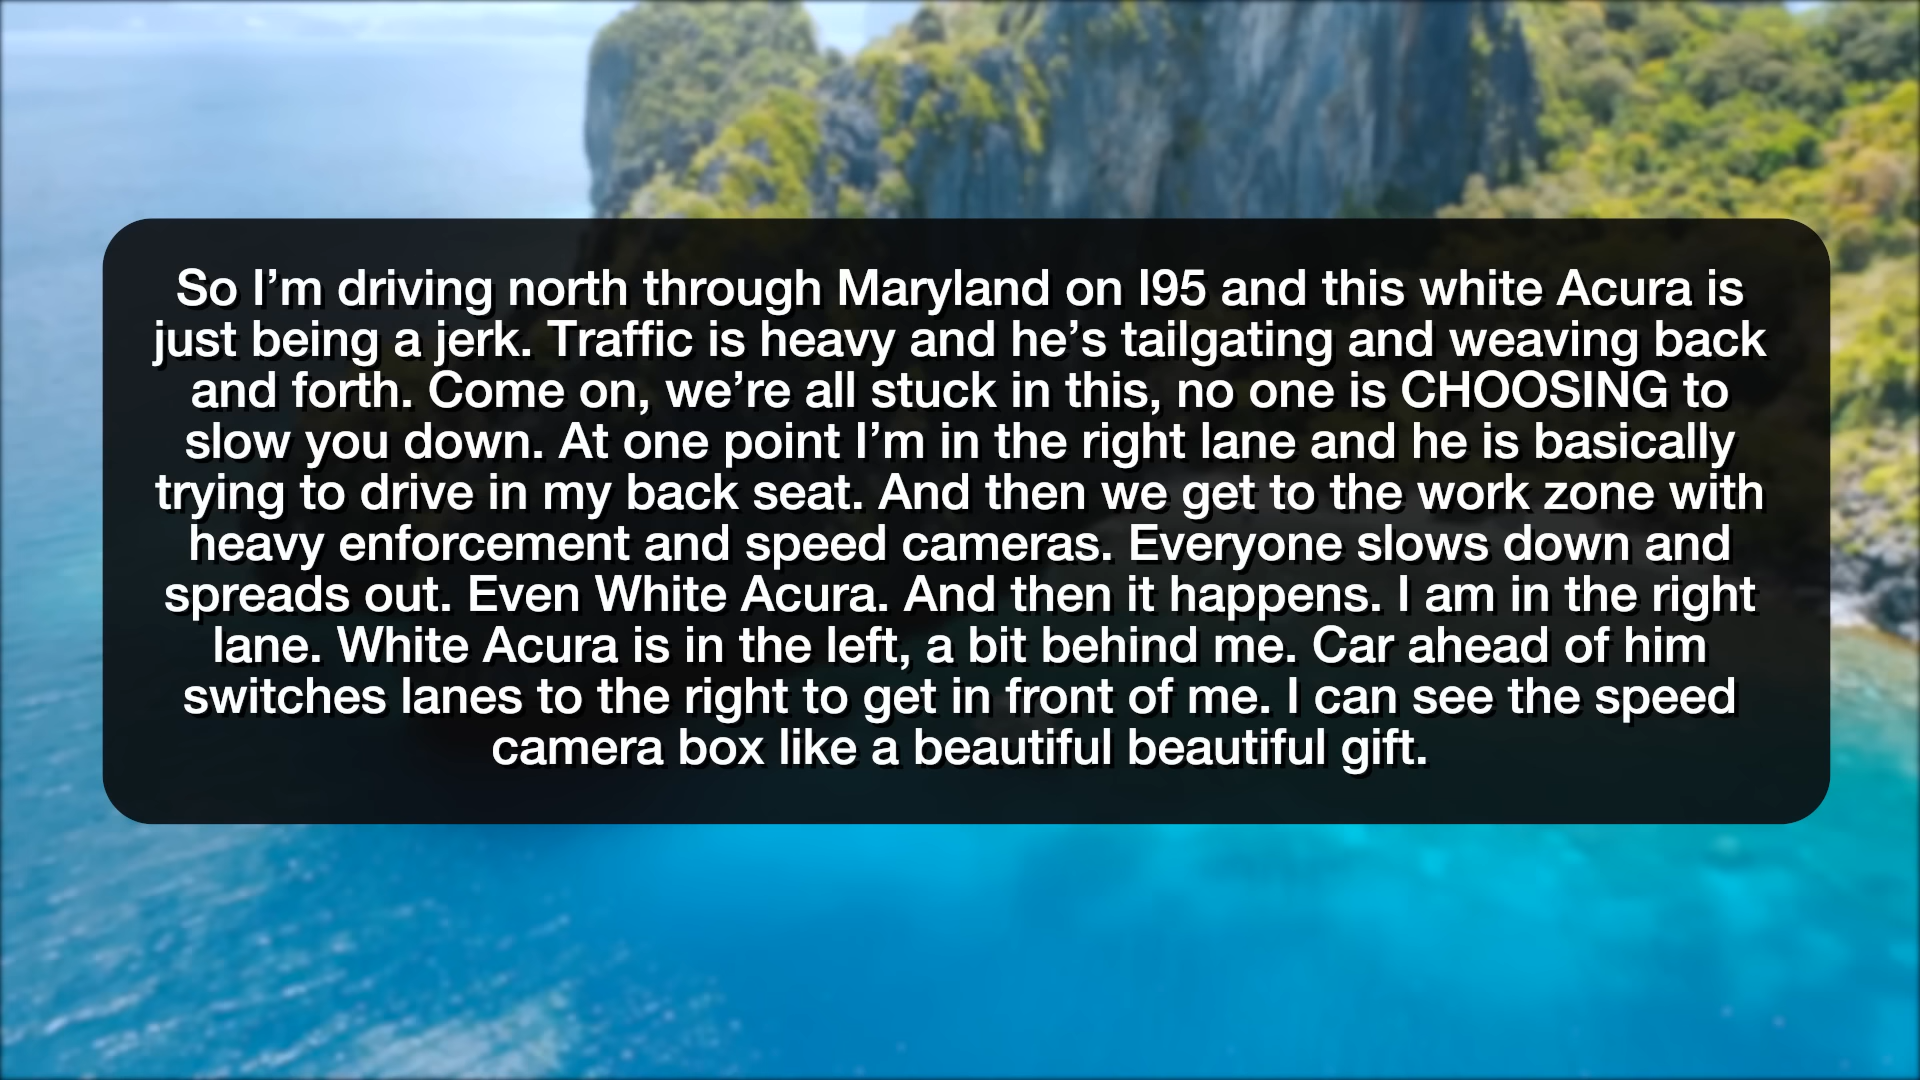 So I’m driving north through Maryland on I95 and this white Acura is
just being a jerk. Traffic is heavy and he’s tailgating and weaving back
and forth. Come on, we’re all stuck in this, no one is CHOOSING to
slow you down. At one point I’m in the right lane and he is basically
trying to drive in my back seat. And then we get to the work zone with
heavy enforcement and speed cameras. Everyone slows down and
spreads out. Even White Acura. And then it happens. I am in the right
lane. White Acura is in the left, a bit behind me. Car ahead of him
switches lanes to the right to get in front of me. I can see the speed
camera box like a beautiful beautiful gift.